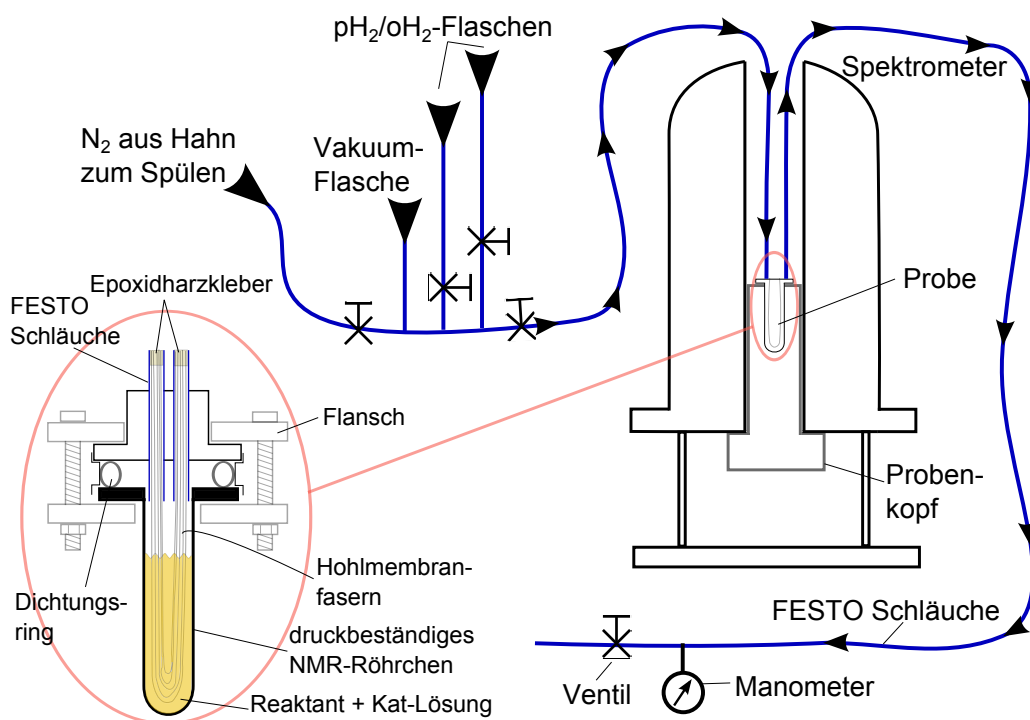 pH₂/oH₂-Flaschen
Spektrometer
N₂ aus Hahn
zum Spülen
Vakuum-
Flasche
Epoxidharzkleber
FESTO
Schläuche
Probe
Flansch
Proben-
kopf
Hohlmembran-
fasern
Dichtungs-
ring
druckbeständiges
NMR-Röhrchen
Reaktant + Kat-Lösung
FESTO Schläuche
Ventil
Manometer